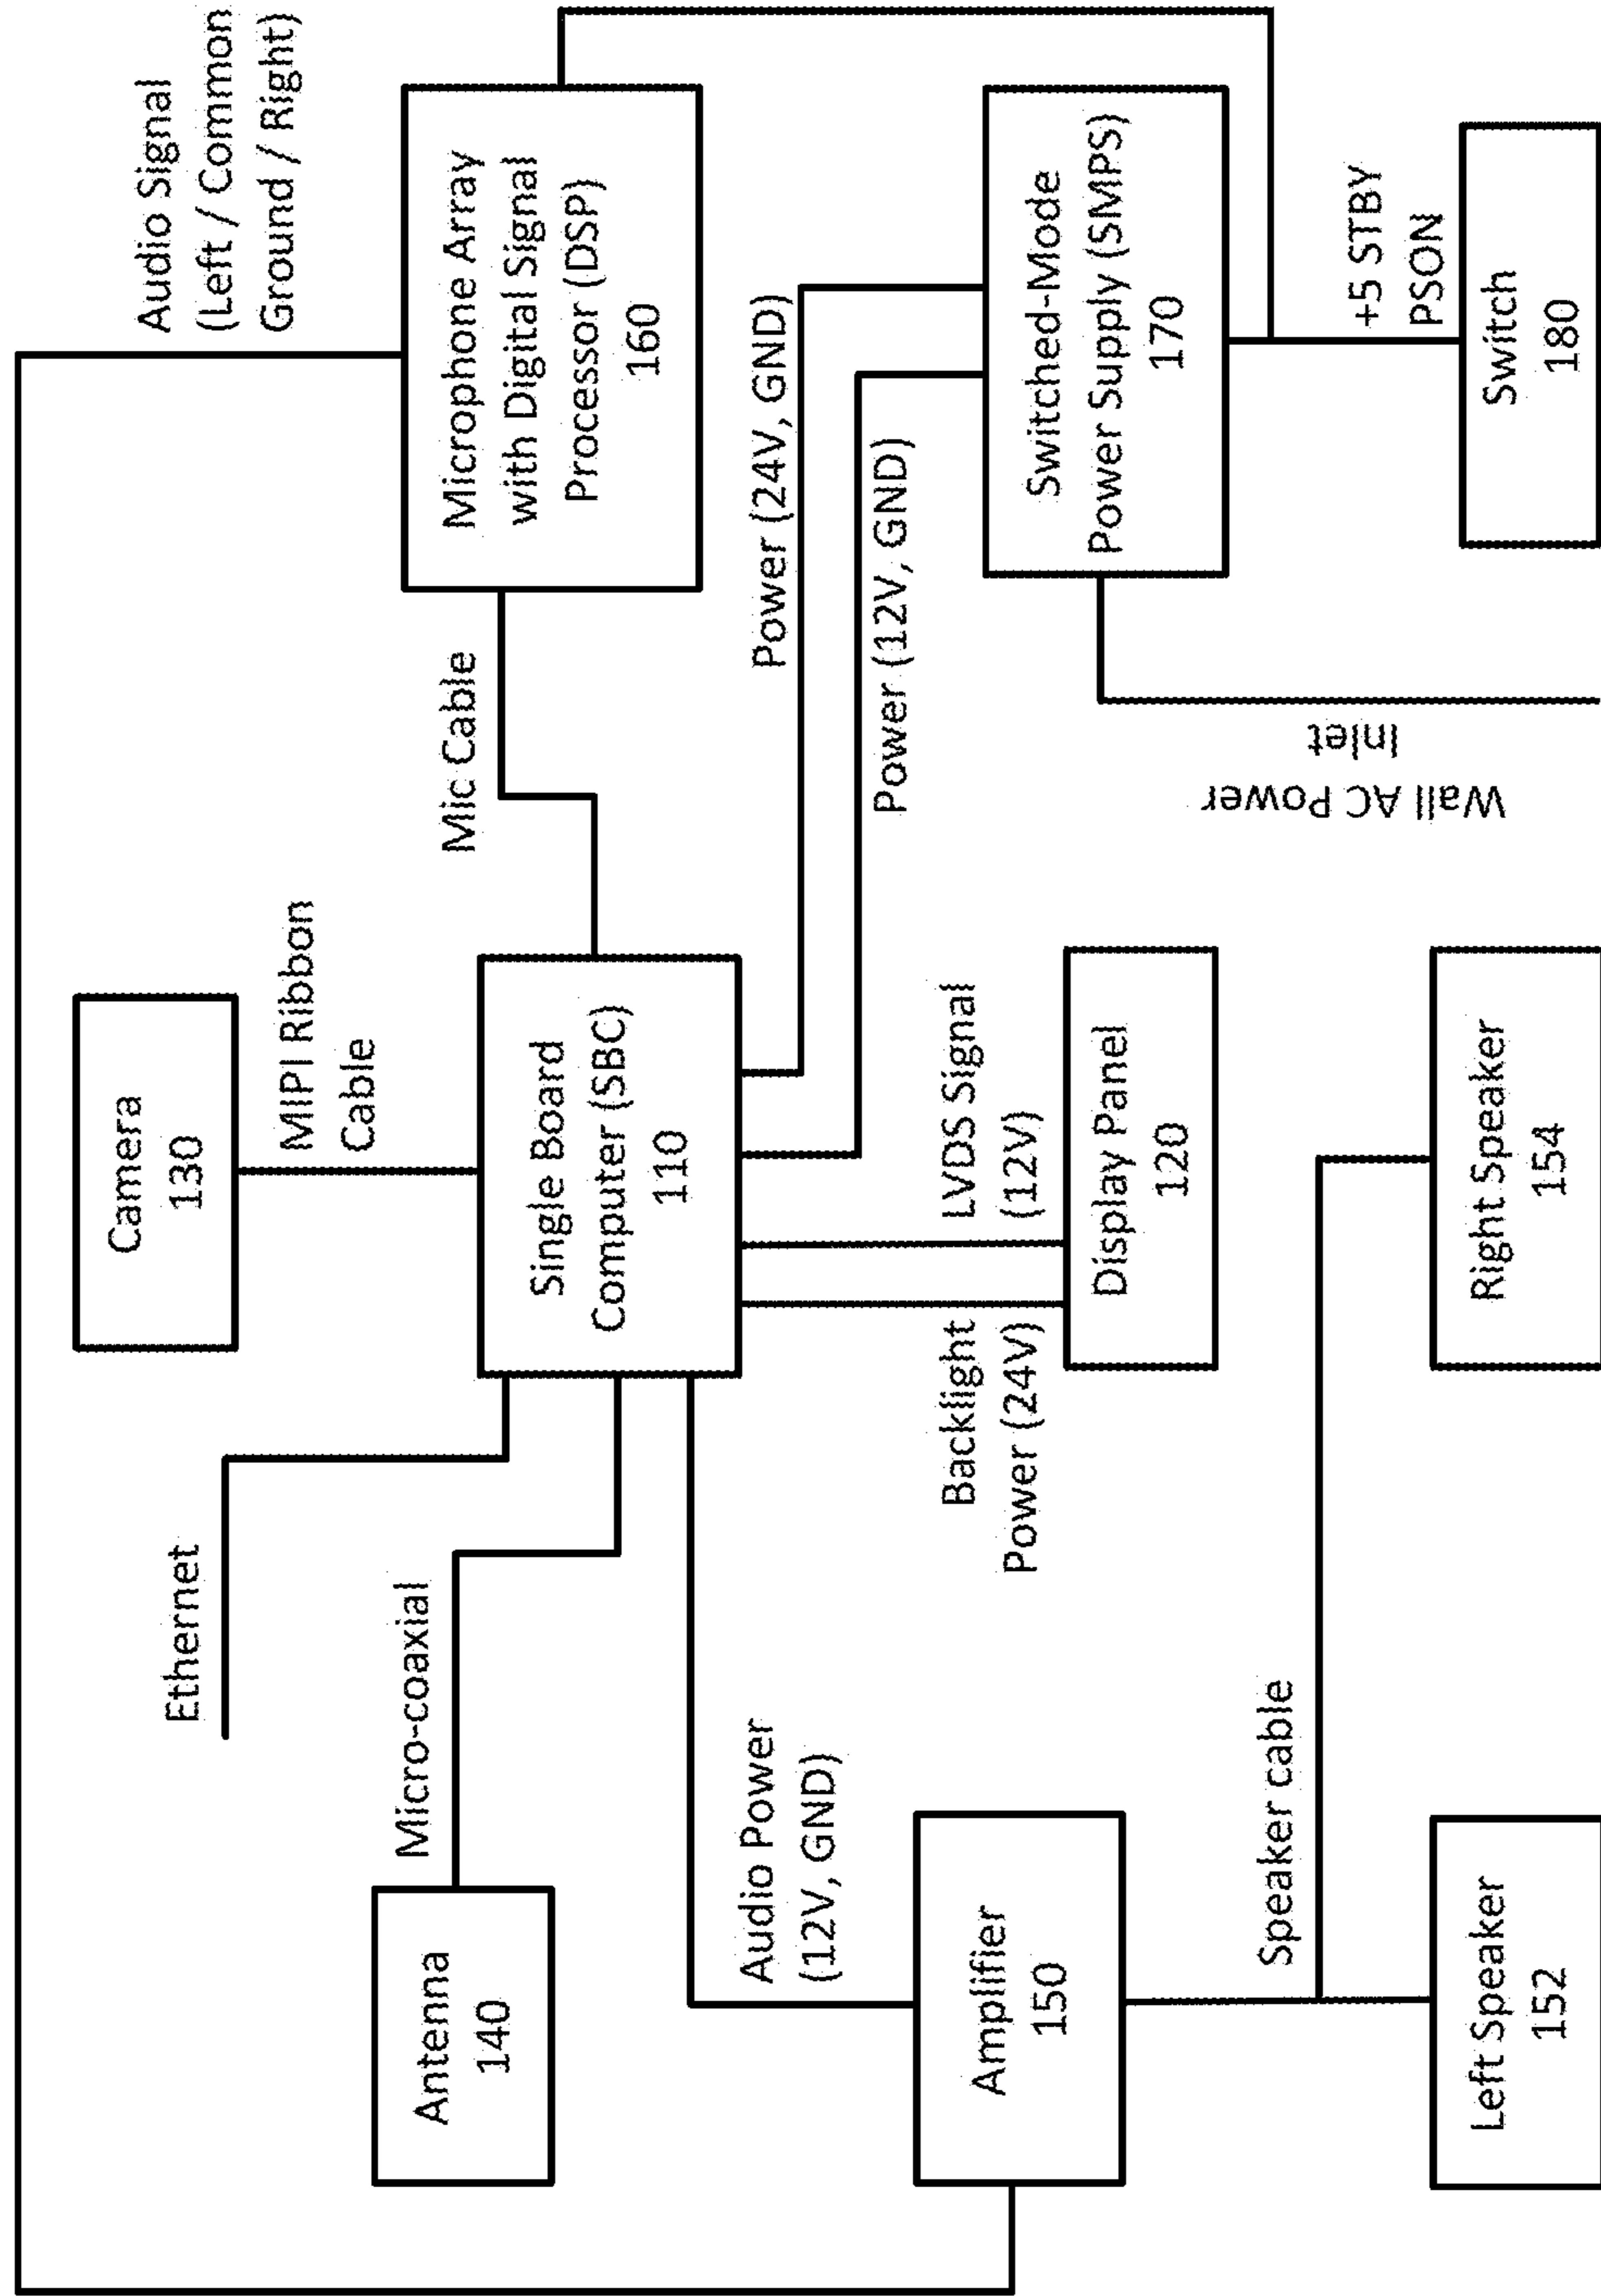 Audio Signal
(Left / Common
Ground / Right)
Camera
130
MIPI Ribbon
Cable
Ethernet
Microphone Array
with Digital Signal
Processor (DSP)
160
Mic Cable
Antenna
140
Micro-coaxial
Single Board
Computer (SBC)
110
Audio Power
(12V, GND)
Power (24V, GND)
Power (12V, GND)
Backlight
Power (24V)
LVDS Signal
(12V)
Amplifier
150
Display Panel
120
Switched-Mode
Power Supply (SMPS)
170
Wall AC Power
Inlet
Speaker cable
+5 STBY
PSON
Left Speaker
152
Right Speaker
154
Switch
180